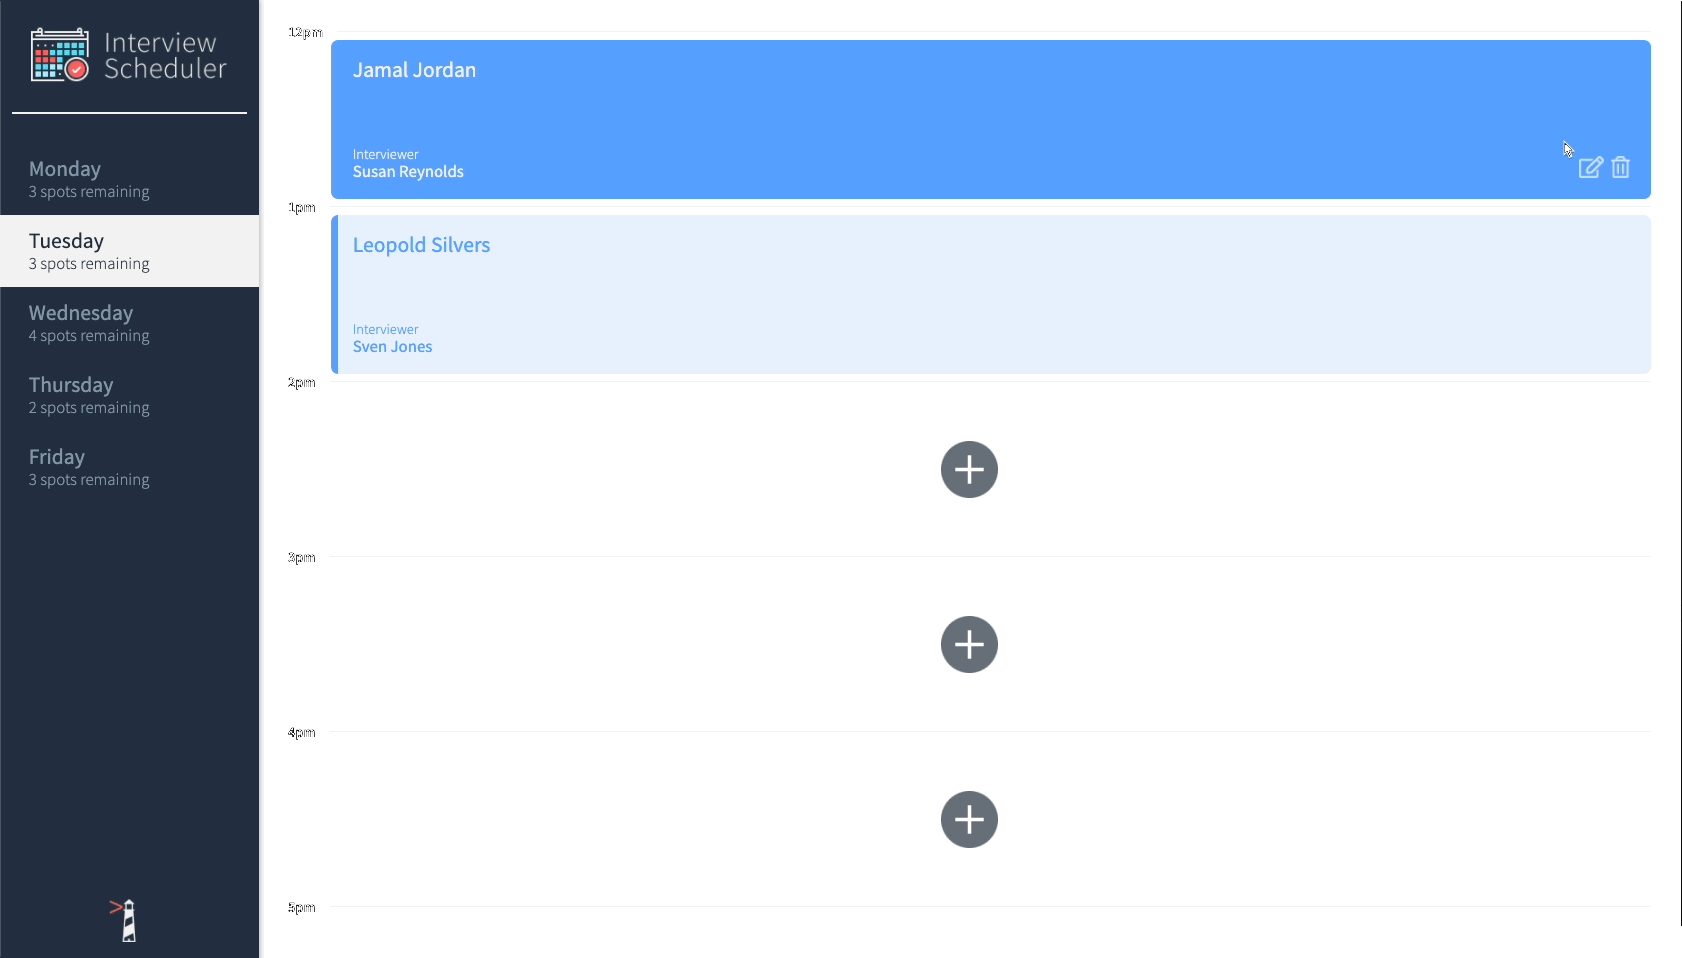 Interview
Scheduler
Monday
3 spots remaining
Tuesday
3 spots remaining
Wednesday
4 spots remaining
Thursday
2 spots remaining
Friday
3 spots remaining
12pm
Jamal Jordan
Interviewer
Susan Reynolds
1pm
Leopold Silvers
Interviewer
Sven Jones
2pm
3pm
4pm
5pm